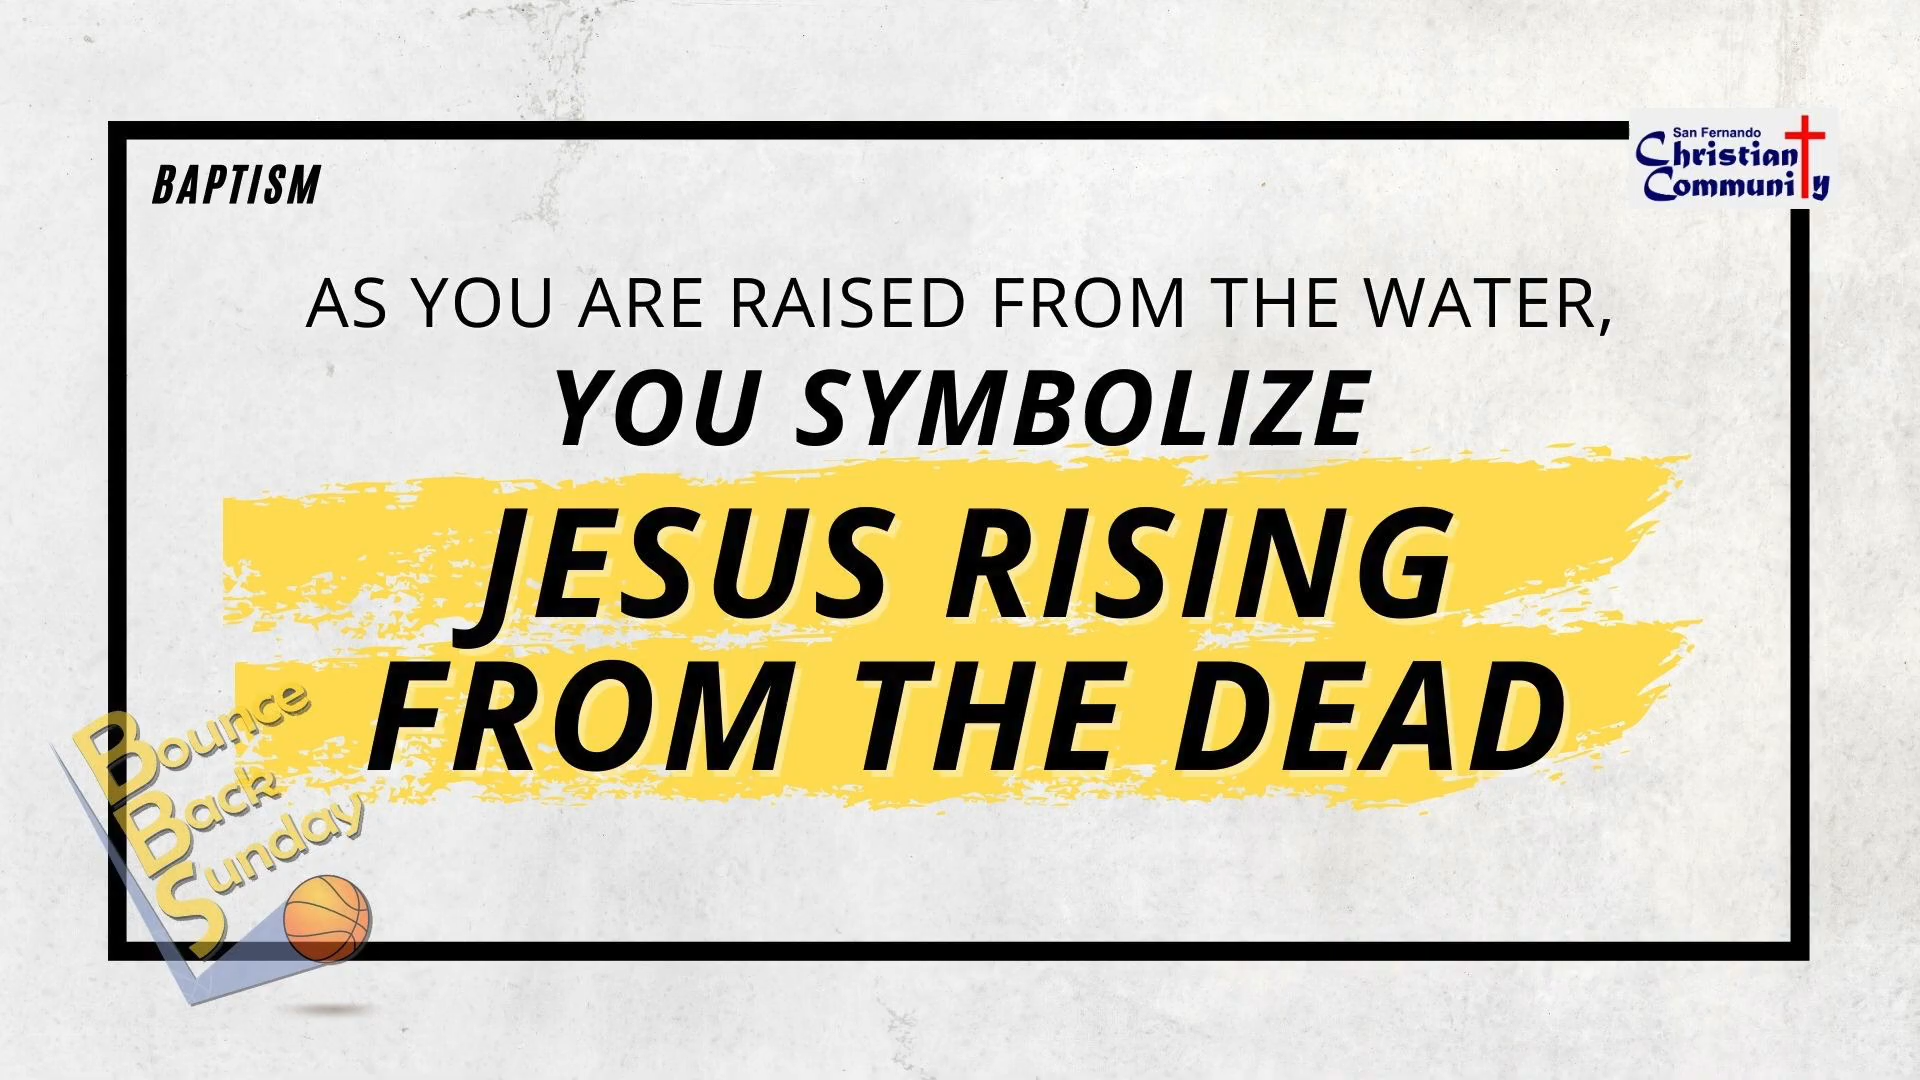 San Fernando
Christian
Community
BAPTISM
AS YOU ARE RAISED FROM THE WATER,
YOU SYMBOLIZE
JESUS RISING
FROM THE DEAD
Bounce
Back
Sunday